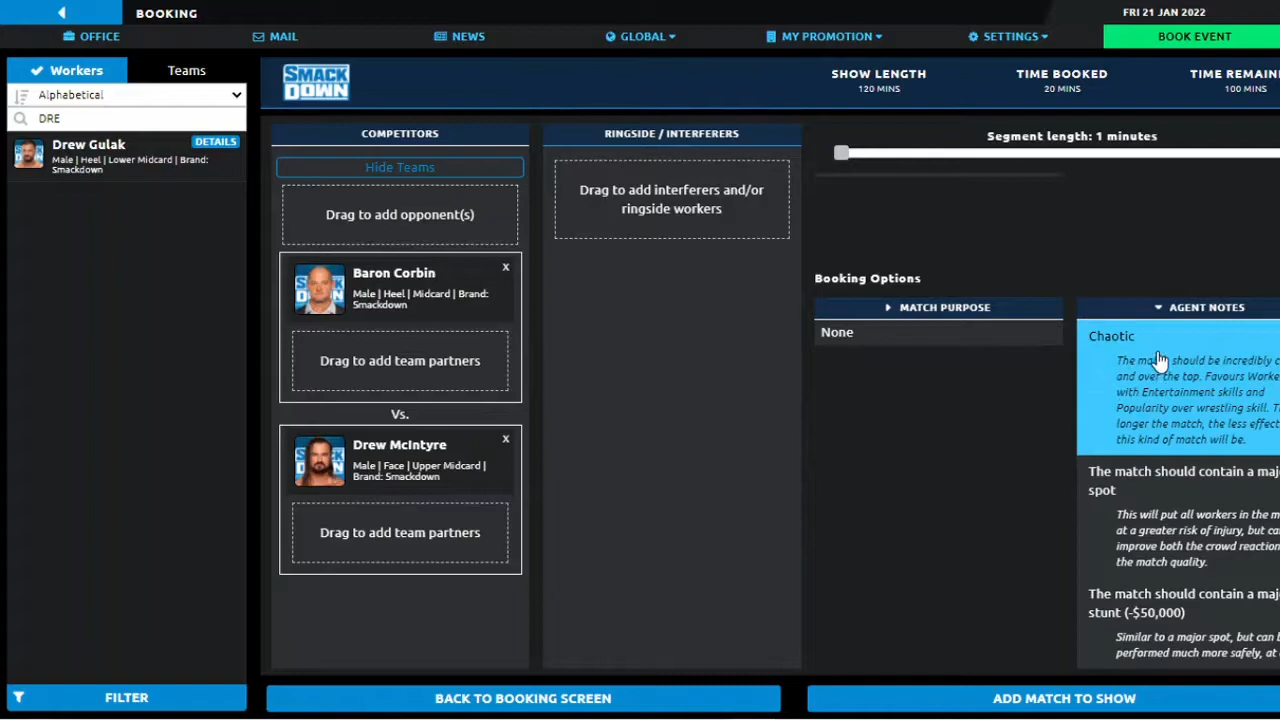 BOOKING
FRI 21 JAN 2022
OFFICE
MAIL
NEWS
GLOBAL
MY PROMOTION
SETTINGS
BOOK EVENT
Workers
Teams
Alphabetical
DRE
Drew Gulak
DETAILS
Male | Heel | Lower Midcard | Brand:
Smackdown
FILTER
SMACK
DOWN
SHOW LENGTH
120 MINS
TIME BOOKED
20 MINS
TIME REMAIN
100 MINS
COMPETITORS
Hide Teams
Drag to add opponent(s)
Baron Corbin
x
Male | Heel | Midcard | Brand:
Smackdown
Drag to add team partners
Vs.
Drew McIntyre
x
Male | Face | Upper Midcard |
Brand: Smackdown
Drag to add team partners
RINGSIDE / INTERFERERS
Drag to add interferers and/or
ringside workers
Segment length: 1 minutes
Booking Options
MATCH PURPOSE
None
AGENT NOTES
Chaotic
The should be incredibly
and over the top. Favours Worke
with Entertainment skills and
Popularity over wrestling skill. T
longer the match, the less effect
this kind of match will be.
The match should contain a maj
spot
This will put all workers in the m
at a greater risk of injury, but ca
improve both the crowd reaction
the match quality.
The match should contain a maj
stunt (-$50,000)
Similar to a major spot, but can b
performed much more safely, at
BACK TO BOOKING SCREEN
ADD MATCH TO SHOW